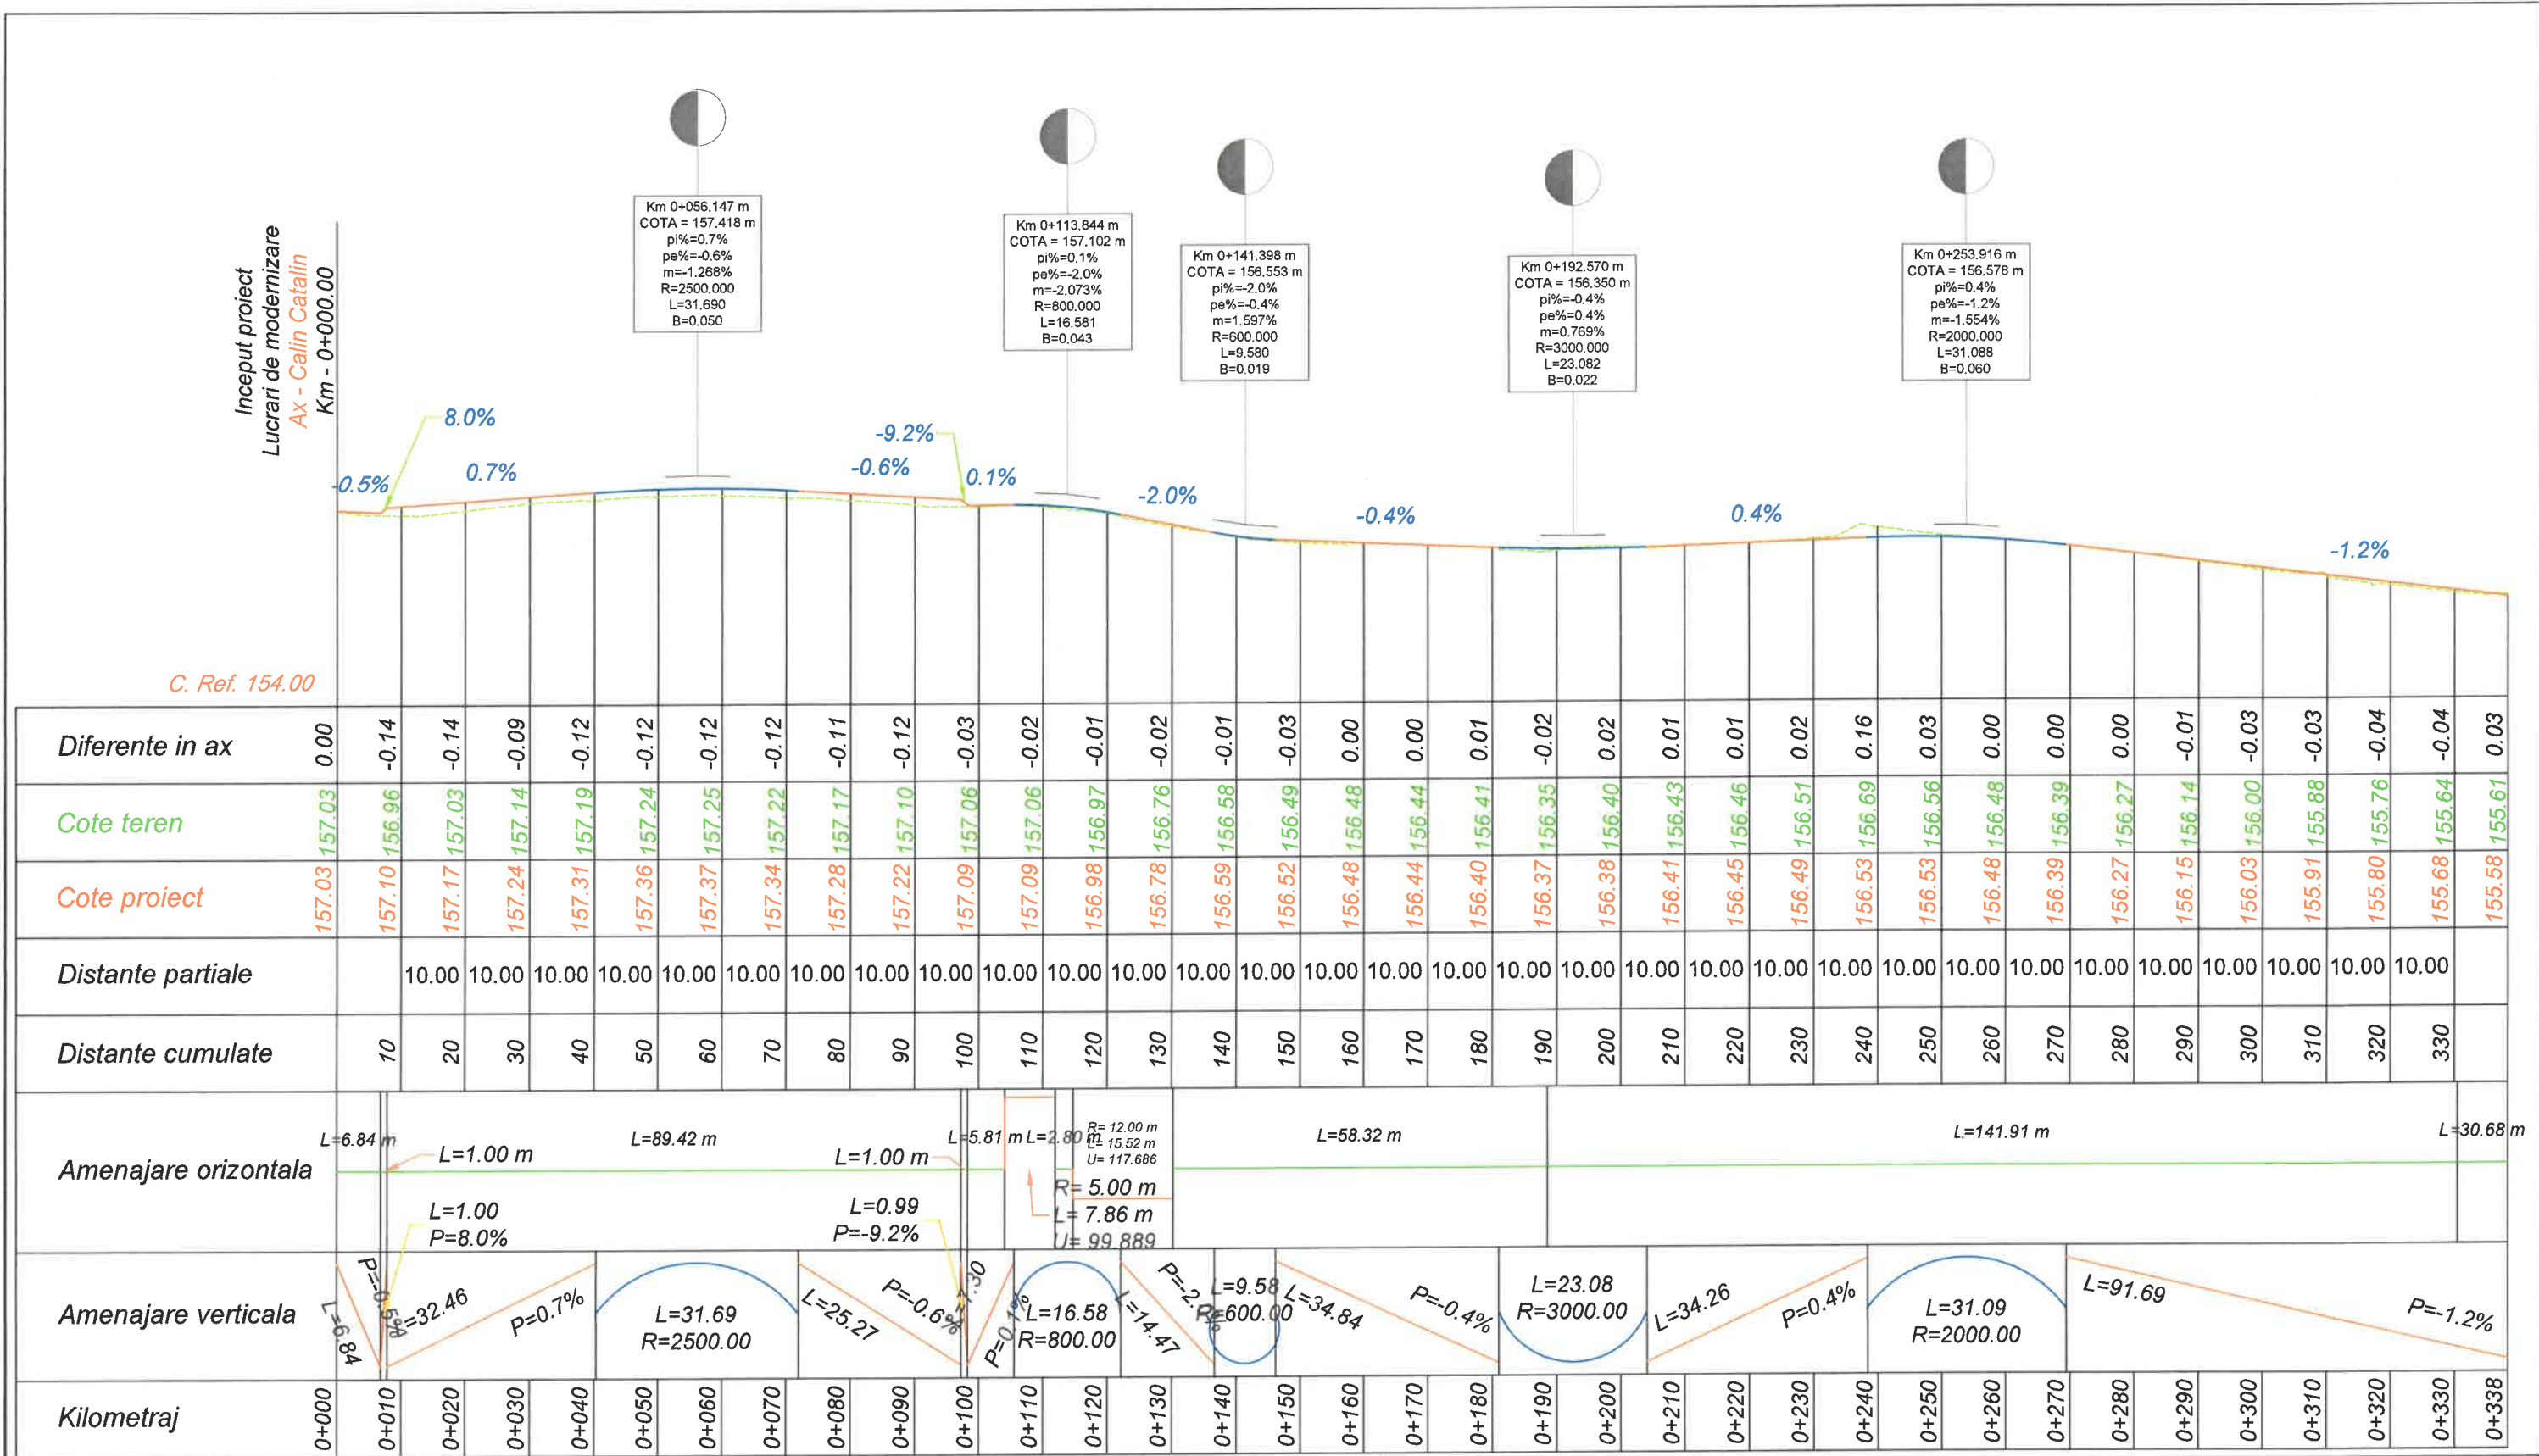 Inceput proiect
Lucrari de modernizare
Ax - Calin Catalin
Km - 0+000.00
Km 0+056.147 m
COTA = 157.418 m
pi%=0.7%
pe%=-0.6%
m=-1.268%
R=2500.000
L=31.690
B=0.050
Km 0+113.844 m
COTA = 157.102 m
pi%=0.1%
pe%=-2.0%
m=-2.073%
R=800.000
L=16.581
B=0.043
Km 0+141.398 m
COTA = 156.553 m
pi%=-2.0%
pe%=-0.4%
m=1.597%
R=600.000
L=9.580
B=0.019
Km 0+192.570 m
COTA = 156.350 m
pi%=-0.4%
pe%=0.4%
m=0.769%
R=3000.000
L=23.082
B=0.022
Km 0+253.916 m
COTA = 156.578 m
pi%=0.4%
pe%=-1.2%
m=-1.554%
R=2000.000
L=31.088
B=0.060
-0.5% 8.0% 0.7% -0.6% -9.2% 0.1% -2.0% -0.4% 0.4% -1.2%
C. Ref. 154.00
Diferente in ax 0.00 -0.14 -0.14 -0.09 -0.12 -0.12 -0.12 -0.12 -0.11 -0.12 -0.03 -0.02 -0.01 -0.02 -0.01 -0.03 0.00 0.00 0.01 -0.02 0.02 0.01 0.01 0.02 0.16 0.03 0.00 0.00 0.00 -0.01 -0.03 -0.03 -0.04 -0.04 0.03
Cote teren 157.03 156.96 157.03 157.14 157.19 157.24 157.25 157.22 157.17 157.10 157.06 157.06 156.97 156.76 156.58 156.49 156.48 156.44 156.41 156.35 156.40 156.43 156.46 156.51 156.69 156.56 156.48 156.39 156.27 156.14 156.00 155.88 155.76 155.64 155.61
Cote proiect 157.03 157.10 157.17 157.24 157.31 157.36 157.37 157.34 157.28 157.22 157.09 157.09 156.98 156.78 156.59 156.52 156.48 156.44 156.40 156.37 156.38 156.41 156.45 156.49 156.53 156.53 156.48 156.39 156.27 156.15 156.03 155.91 155.80 155.68 155.58
Distante partiale 10.00 10.00 10.00 10.00 10.00 10.00 10.00 10.00 10.00 10.00 10.00 10.00 10.00 10.00 10.00 10.00 10.00 10.00 10.00 10.00 10.00 10.00 10.00 10.00 10.00 10.00 10.00 10.00 10.00 10.00 10.00 10.00
Distante cumulate 10 20 30 40 50 60 70 80 90 100 110 120 130 140 150 160 170 180 190 200 210 220 230 240 250 260 270 280 290 300 310 320 330
Amenajare orizontala
L=6.84 m
L=1.00 m
L=89.42 m
L=1.00 m
L=5.81 m
L=2.80 m
R= 12.00 m
L= 15.52 m
U= 117.686
R= 5.00 m
L= 7.86 m
U= 99.889
L=58.32 m
L=141.91 m
L=30.68 m
L=1.00
P=8.0%
L=0.99
P=-9.2%
Amenajare verticala
L=6.84
P=-0.5%
=32.46
P=0.7%
L=31.69
R=2500.00
L=25.27
P=-0.6%
P=0.1%
L=16.58
R=800.00
L=14.47
L=9.58
R=600.00
L=34.84
P=-0.4%
L=23.08
R=3000.00
L=34.26
P=0.4%
L=31.09
R=2000.00
L=91.69
P=-1.2%
Kilometraj 0+000 0+010 0+020 0+030 0+040 0+050 0+060 0+070 0+080 0+090 0+100 0+110 0+120 0+130 0+140 0+150 0+160 0+170 0+180 0+190 0+200 0+210 0+220 0+230 0+240 0+250 0+260 0+270 0+280 0+290 0+300 0+310 0+320 0+330 0+338